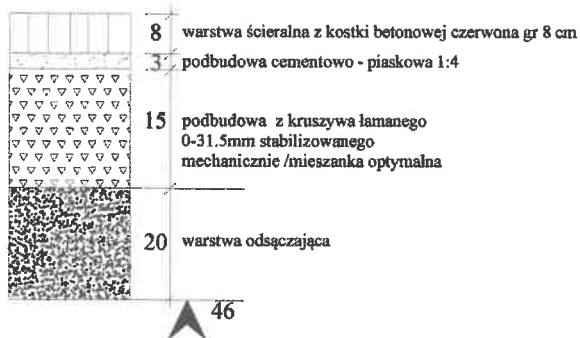 8 warstwa ścieralna z kostki betonowej czerwona gr 8 cm
3 podbudowa cementowo - piaskowa 1:4
15 podbudowa z kruszywa łamanego
0-31.5mm stabilizowanego
mechanicznie /mieszanka optymalna
20 warstwa odsączająca
46